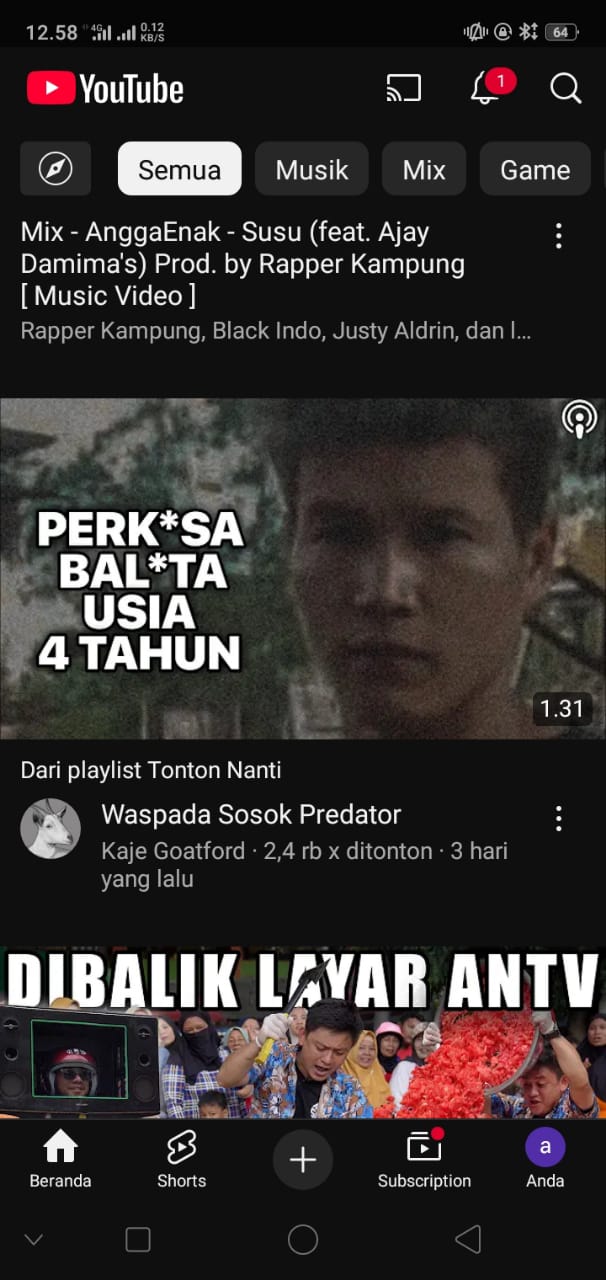 12.58 4G 0.12 KB/S 64
YouTube 1
Semua Musik Mix Game
Mix - AnggaEnak - Susu (feat. Ajay
Damima's) Prod. by Rapper Kampung
[ Music Video ]
Rapper Kampung, Black Indo, Justy Aldrin, dan l...
PERK*SA
BAL*TA
USIA
4 TAHUN
1.31
Dari playlist Tonton Nanti
Waspada Sosok Predator
Kaje Goatford · 2,4 rb x ditonton · 3 hari
yang lalu
DIBALIK LAYAR ANTV
a
Beranda Shorts Subscription Anda